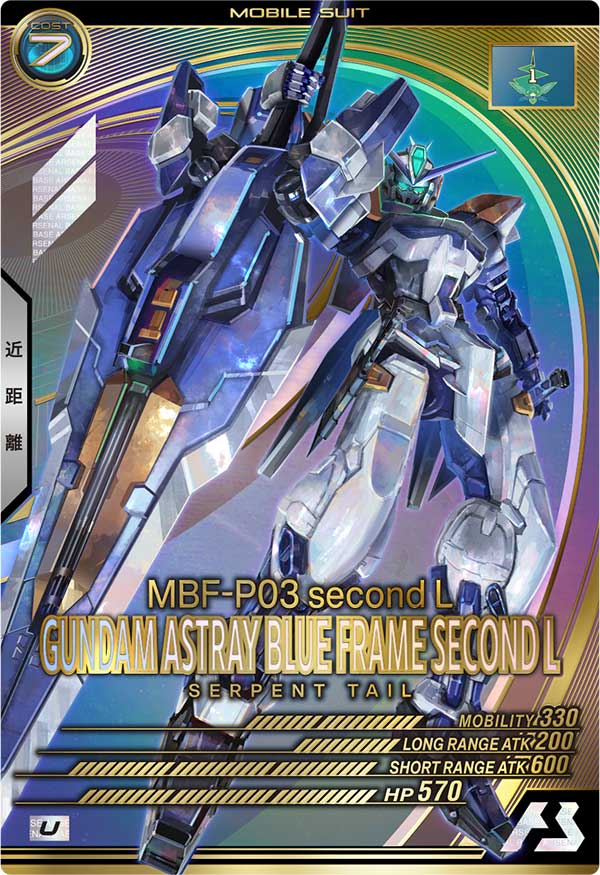 MOBILE SUIT
COST
7
1
近距離
MBF-P03 second L
GUNDAM ASTRAY BLUE FRAME SECOND L
SERPENT TAIL
MOBILITY 330
LONG RANGE ATK 200
SHORT RANGE ATK 600
HP 570
U